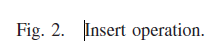 Fig. 2. Insert operation.